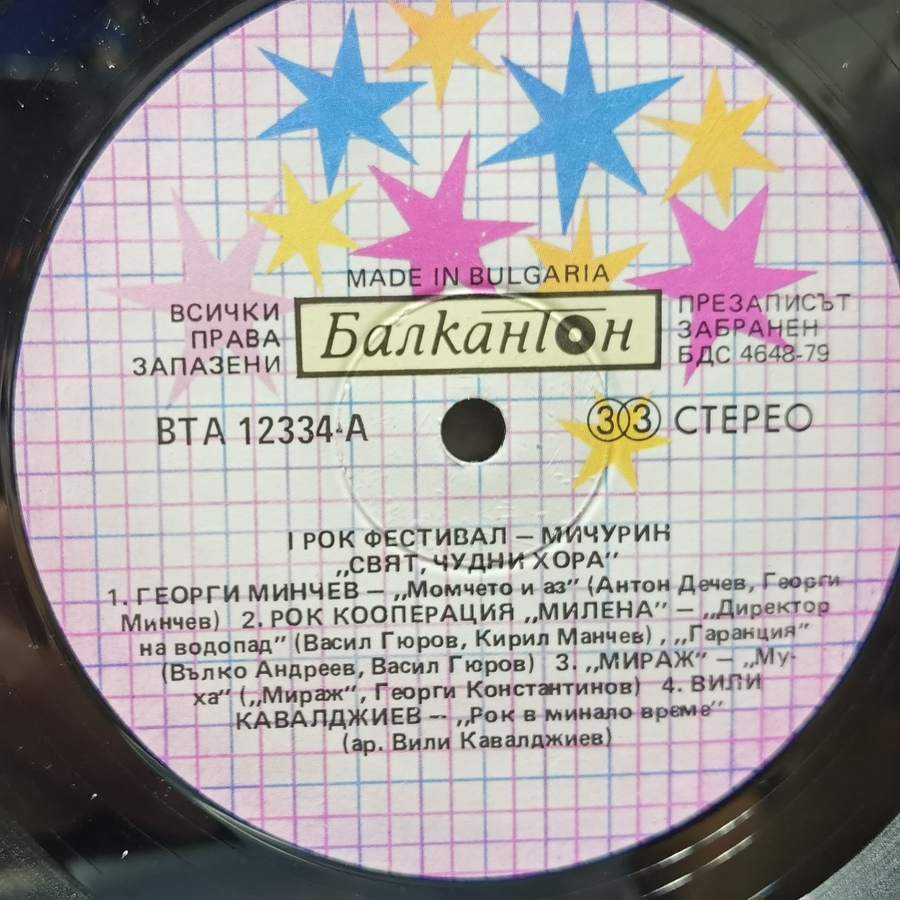 MADE IN BULGARIA
ВСИЧКИ
ПРАВА
ЗАПАЗЕНИ
Балкантон
ПРЕЗАПИСЪТ
ЗАБРАНЕН
БДС 4648-79
ВТА 12334-А
33 СТЕРЕО
I РОК ФЕСТИВАЛ – МИЧУРИН
„СВЯТ, ЧУДНИ ХОРА"
1. ГЕОРГИ МИНЧЕВ – „Момчето и аз" (Антон Дечев, Георги
Минчев) 2. РОК КООПЕРАЦИЯ „МИЛЕНА" – „Директор
на водопад" (Васил Гюров, Кирил Манчев) , „Гаранция"
(Вълко Андреев, Васил Гюров) 3. „МИРАЖ" – „Му-
ха" („Мираж", Георги Константинов) 4. ВИЛИ
КАВАЛДЖИЕВ – „Рок в минало време"
(ар. Вили Кавалджиев)